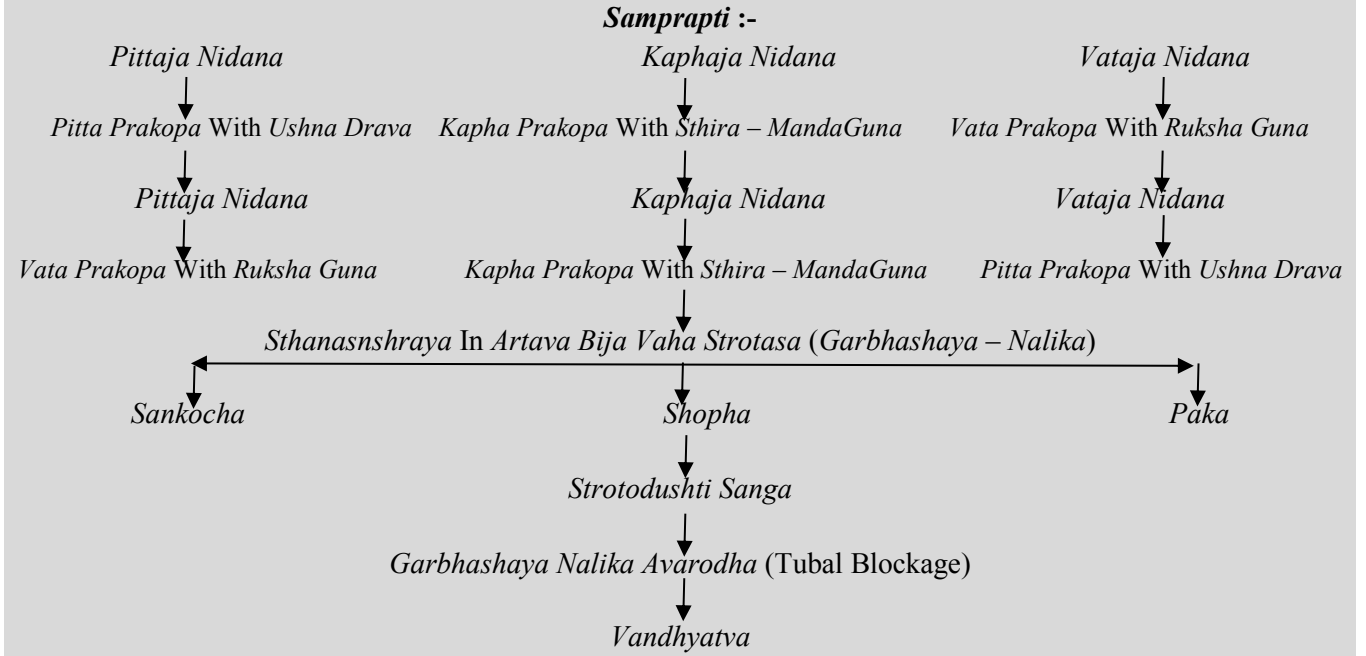 Samprapti :-
Pittaja Nidana Kaphaja Nidana Vataja Nidana
Pitta Prakopa With Ushna Drava Kapha Prakopa With Sthira – MandaGuna Vata Prakopa With Ruksha Guna
Pittaja Nidana Kaphaja Nidana Vataja Nidana
Vata Prakopa With Ruksha Guna Kapha Prakopa With Sthira – MandaGuna Pitta Prakopa With Ushna Drava
Sthanasnshraya In Artava Bija Vaha Strotasa (Garbhashaya – Nalika)
Sankocha Shopha Paka
Strotodushti Sanga
Garbhashaya Nalika Avarodha (Tubal Blockage)
Vandhyatva